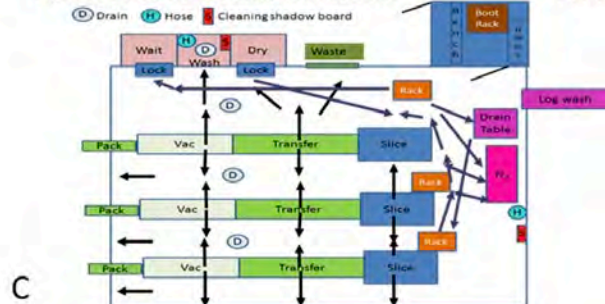 D Drain H Hose S Cleaning shadow board
Boot Rack
Wait
H
D
S
Dry
Waste
Wash
Lock
Lock
Rack
Log wash
D
Drain Table
Pack
Vac
Transfer
Slice
D
Rack
H
Pack
Vac
Transfer
Slice
S
D
Rack
Pack
Vac
Transfer
Slice
C